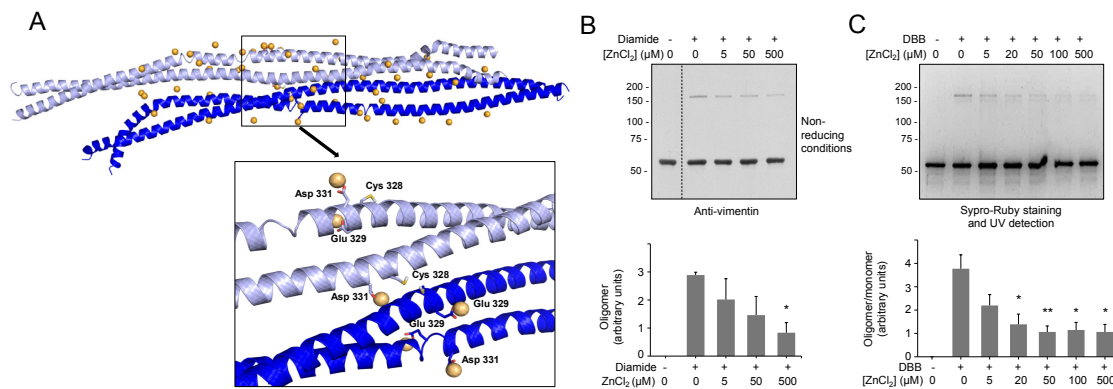 A
Asp 331
Cys 328
Glu 329
Cys 328
Asp 331
Glu 329
Glu 329
Asp 331
B
Diamide - + + + +
[ZnCl2] (μM) 0 0 5 50 500
200 -
150 -
100 -
75 -
50 -
Non-
reducing
conditions
Anti-vimentin
Oligomer
(arbitrary units)
4
3
2
1
0
*
Diamide - + + + +
ZnCl2 (μM) 0 0 5 50 500
C
DBB - + + + + + +
[ZnCl2] (μM) 0 0 5 20 50 100 500
200 -
150 -
100 -
75 -
50 -
Sypro-Ruby staining
and UV detection
Oligomer/monomer
(arbitrary units)
5
4
3
2
1
0
* ** * *
DBB - + + + + + +
[ZnCl2] (μM) 0 0 5 20 50 100 500